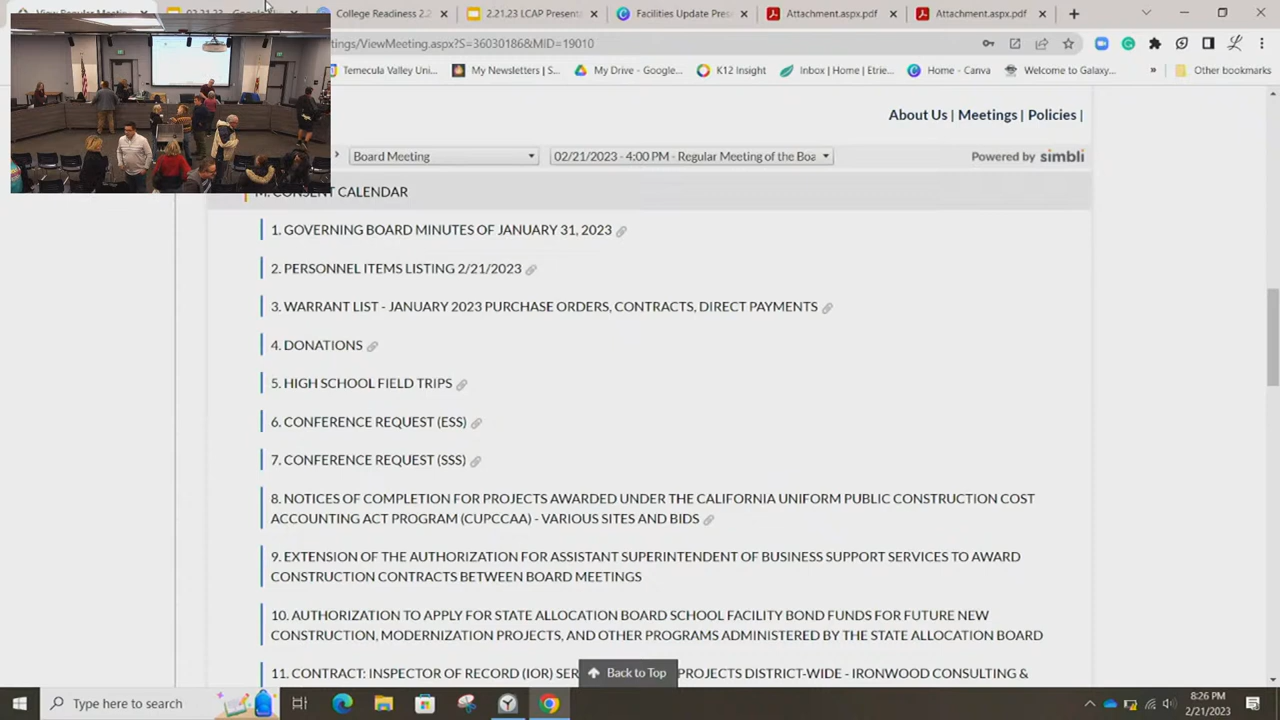 View Regular Meetin...
College Readiness 2.2
2.21.23 LCAP Presenta
Facilities Update Prese
Attachment.aspx.pdf
Attachment.aspx.pdf
tings/ViewMeeting.aspx?S=36030186&MID=19010
Temecula Valley Uni...
My Newsletters | S...
My Drive - Google...
K12 Insight
Inbox | Home | Etrie...
Home - Canva
Welcome to Galaxy...
»
Other bookmarks
About Us | Meetings | Policies |
Board Meeting
02/21/2023 - 4:00 PM - Regular Meeting of the Boa
Powered by simbli
M. CONSENT CALENDAR
1. GOVERNING BOARD MINUTES OF JANUARY 31, 2023
2. PERSONNEL ITEMS LISTING 2/21/2023
3. WARRANT LIST - JANUARY 2023 PURCHASE ORDERS, CONTRACTS, DIRECT PAYMENTS
4. DONATIONS
5. HIGH SCHOOL FIELD TRIPS
6. CONFERENCE REQUEST (ESS)
7. CONFERENCE REQUEST (SSS)
8. NOTICES OF COMPLETION FOR PROJECTS AWARDED UNDER THE CALIFORNIA UNIFORM PUBLIC CONSTRUCTION COST
ACCOUNTING ACT PROGRAM (CUPCCAA) - VARIOUS SITES AND BIDS
9. EXTENSION OF THE AUTHORIZATION FOR ASSISTANT SUPERINTENDENT OF BUSINESS SUPPORT SERVICES TO AWARD
CONSTRUCTION CONTRACTS BETWEEN BOARD MEETINGS
10. AUTHORIZATION TO APPLY FOR STATE ALLOCATION BOARD SCHOOL FACILITY BOND FUNDS FOR FUTURE NEW
CONSTRUCTION, MODERNIZATION PROJECTS, AND OTHER PROGRAMS ADMINISTERED BY THE STATE ALLOCATION BOARD
11. CONTRACT: INSPECTOR OF RECORD (IOR) SER PROJECTS DISTRICT-WIDE - IRONWOOD CONSULTING &
Back to Top
Type here to search
8:26 PM
2/21/2023